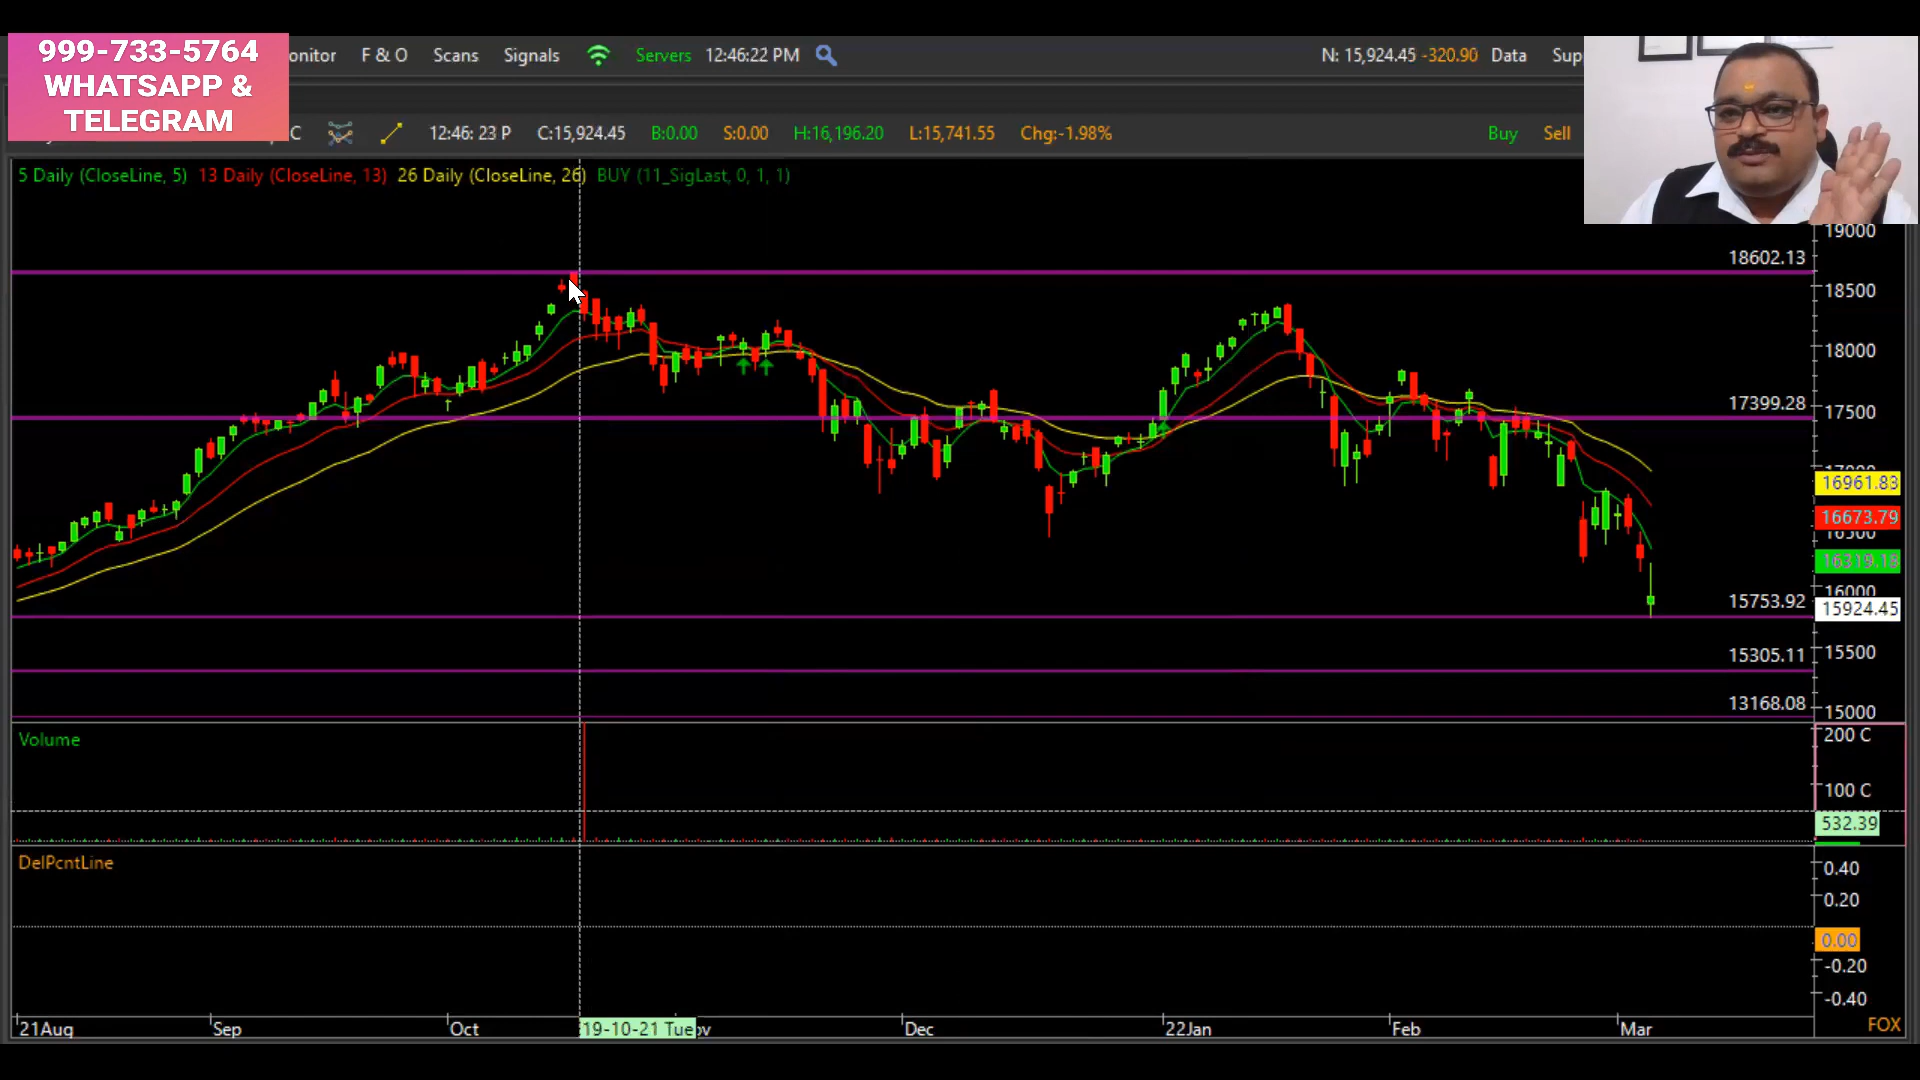 999-733-5764
WHATSAPP &
TELEGRAM
onitor F & O Scans Signals Servers 12:46:22 PM N: 15,924.45 -320.90 Data Sup
C 12:46: 23 P C:15,924.45 B:0.00 S:0.00 H:16,196.20 L:15,741.55 Chg:-1.98% Buy Sell
5 Daily (CloseLine, 5) 13 Daily (CloseLine, 13) 26 Daily (CloseLine, 26) BUY (11_SigLast, 0, 1, 1)
19000
18602.13
18500
18000
17399.28
17500
16961.83
16673.79
16500
16319.18
16000
15753.92
15924.45
15500
15305.11
13168.08
15000
Volume
200 C
100 C
532.39
DelPcntLine
0.40
0.20
0.00
-0.20
-0.40
21Aug Sep Oct 19-10-21 Tue ov Dec 22Jan Feb Mar FOX